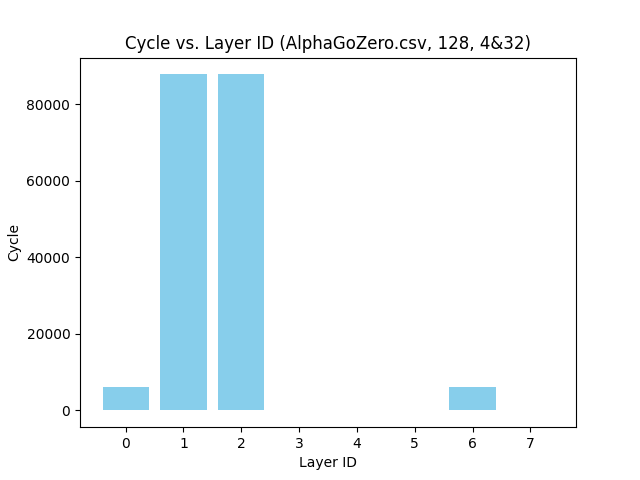 Cycle vs. Layer ID (AlphaGoZero.csv, 128, 4&32)
80000
60000
40000
20000
0
Cycle
0 1 2 3 4 5 6 7
Layer ID